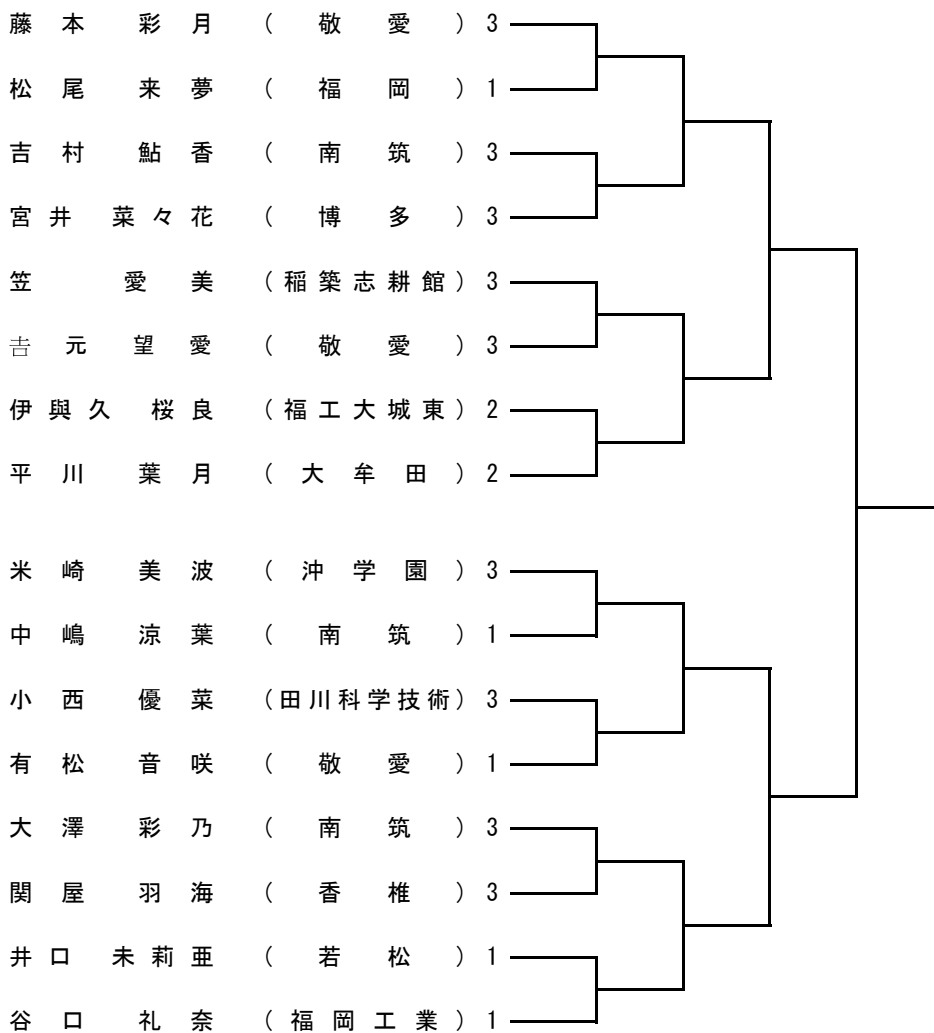 藤本 彩月 (敬愛) 3
松尾 来夢 (福岡) 1
吉村 鮎香 (南筑) 3
宮井 菜々花 (博多) 3
笠 愛美 (稲築志耕館) 3
𠮷元 望愛 (敬愛) 3
伊與久 桜良 (福工大城東) 2
平川 葉月 (大牟田) 2
米崎 美波 (沖学園) 3
中嶋 涼葉 (南筑) 1
小西 優菜 (田川科学技術) 3
有松 音咲 (敬愛) 1
大澤 彩乃 (南筑) 3
関屋 羽海 (香椎) 3
井口 未莉亜 (若松) 1
谷口 礼奈 (福岡工業) 1